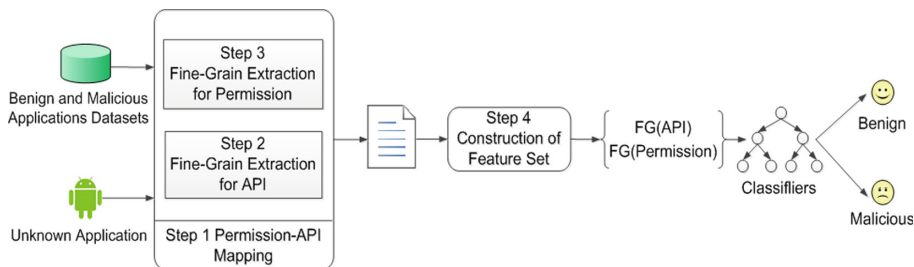 Benign and Malicious
Applications Datasets
Unknown Application
Step 3
Fine-Grain Extraction
for Permission
Step 2
Fine-Grain Extraction
for API
Step 1 Permission-API
Mapping
Step 4
Construction of
Feature Set
FG(API)
FG(Permission)
Classifliers
Benign
Malicious